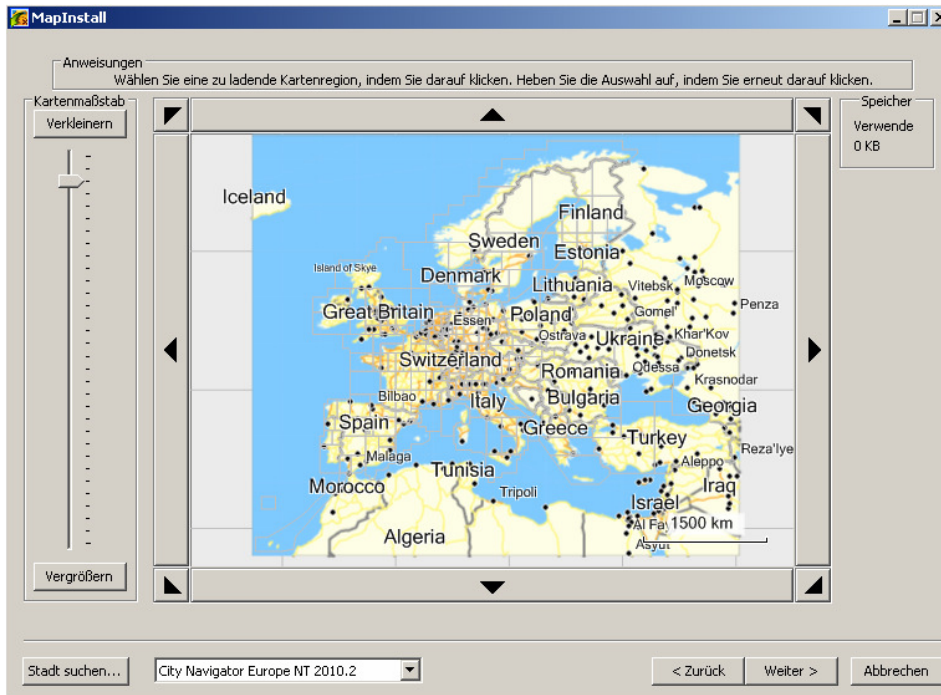 MapInstall
Anweisungen
Wählen Sie eine zu ladende Kartenregion, indem Sie darauf klicken. Heben Sie die Auswahl auf, indem Sie erneut darauf klicken.
Kartenmaßstab
Verkleinern
Vergrößern
Speicher
Verwende
0 KB
Iceland
Finland
Sweden
Estonia
Island of Skye
Denmark
Lithuania
Vitebsk
Moscow
Penza
Great Britain
Essen
Poland
Gomel'
Ostrava
Ukraine
Khar'Kov
Switzerland
Donetsk
Romania
Odessa
Krasnodar
Bilbao
Italy
Bulgaria
Georgia
Spain
Greece
Turkey
Reza'Iye
Malaga
Tunisia
Aleppo
Morocco
Tripoli
Israel
Iraq
Algeria
Al Fay
1500 km
Asyut
Stadt suchen...
City Navigator Europe NT 2010.2
< Zurück
Weiter >
Abbrechen